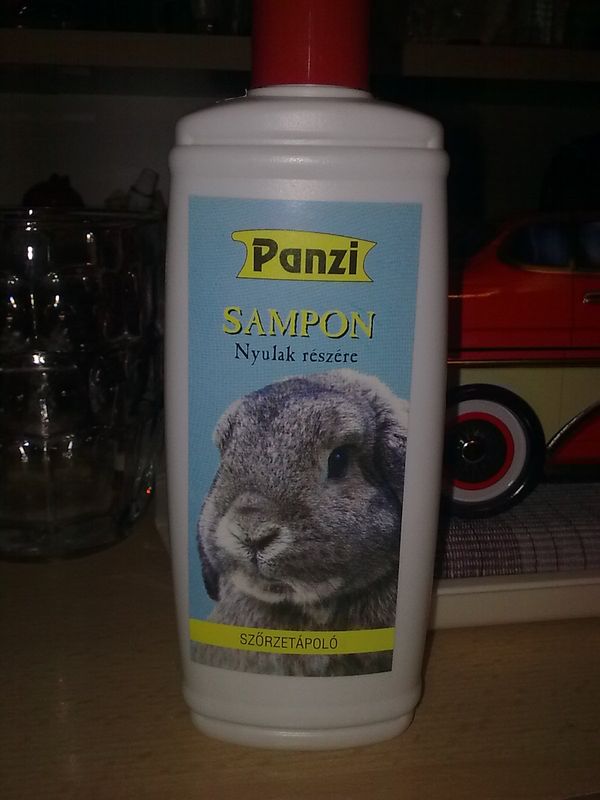 Panzi
SAMPON
Nyulak részére
SZŐRZETÁPOLÓ